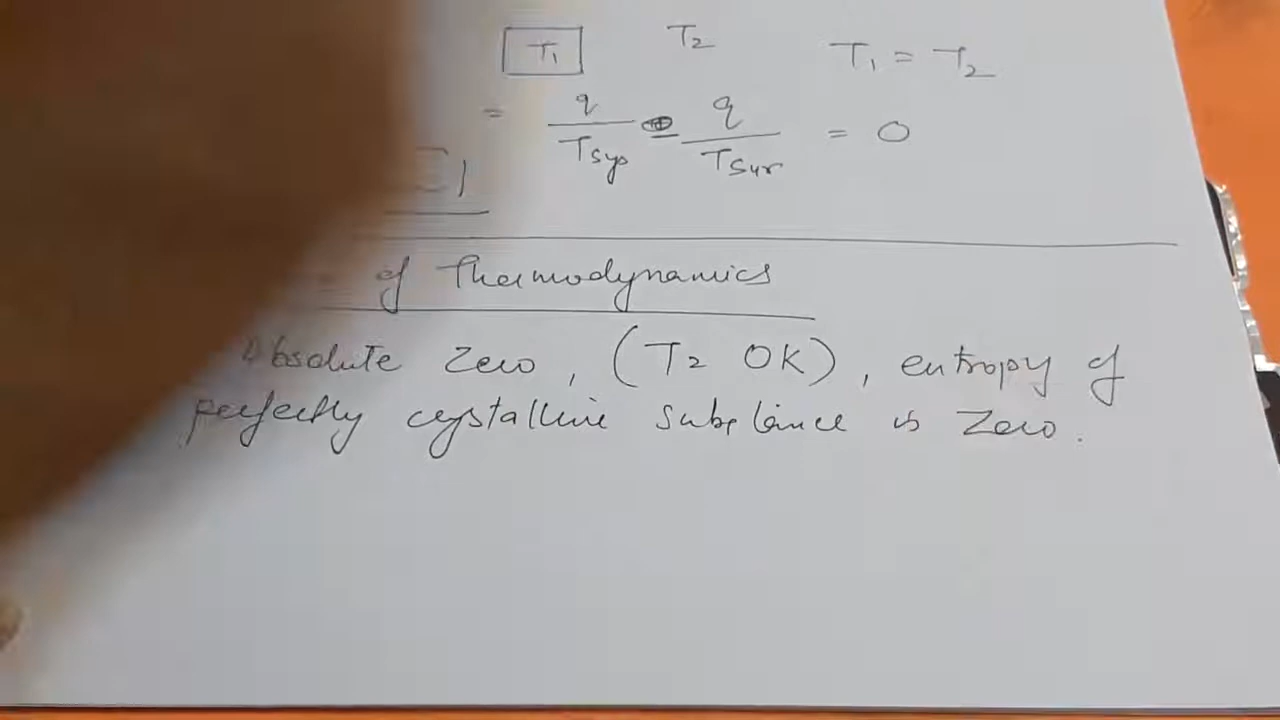 T₁ T₂ T₁ = T₂
= q/Tsys - q/Tsur = 0
of Thermodynamics
Absolute Zero, (T = 0K), entropy of
perfectly crystalline substance is Zero.